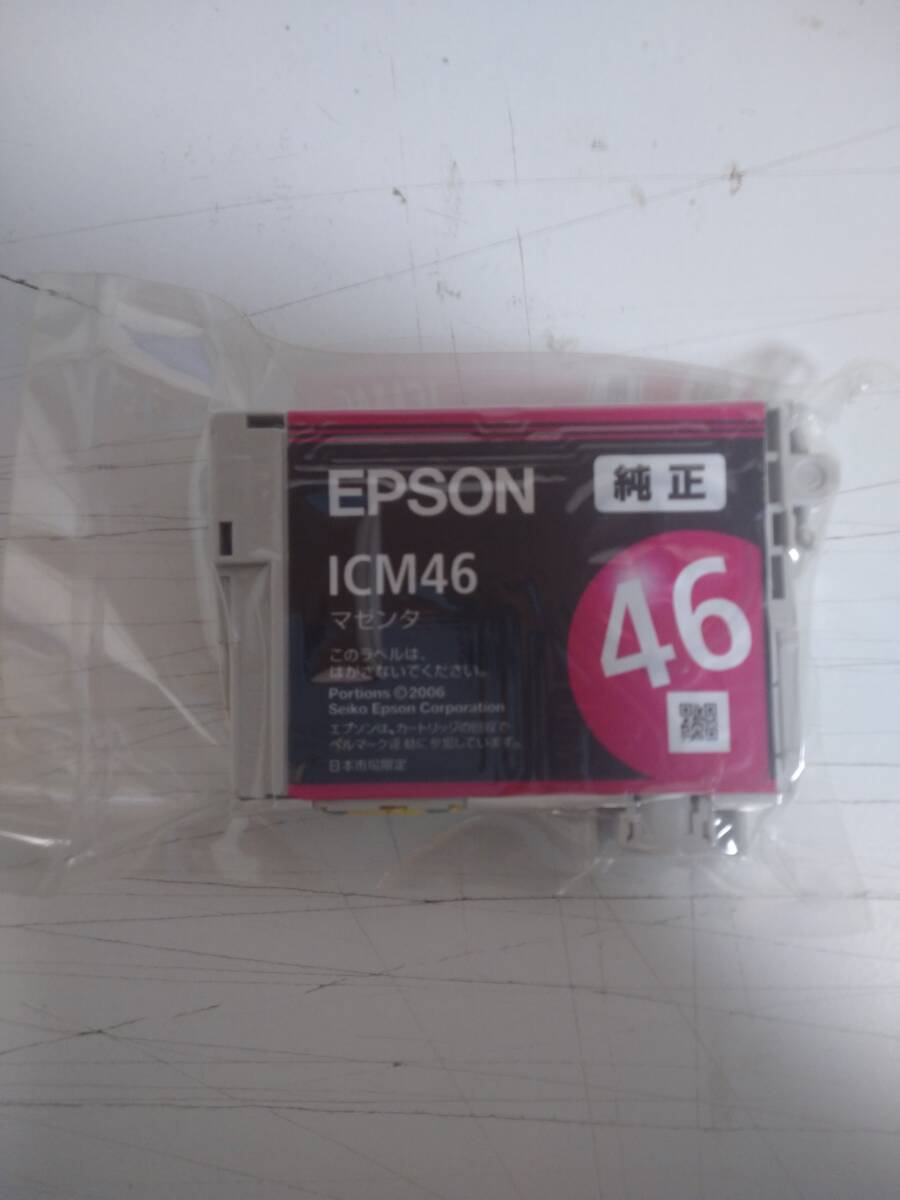 EPSON
純正
ICM46
マゼンタ
46
このラベルは、
はがさないでください。
Portions ©2006
Seiko Epson Corporation
エプソンは、カートリッジの回収で
ベルマーク運動に参加しています。
日本市場限定